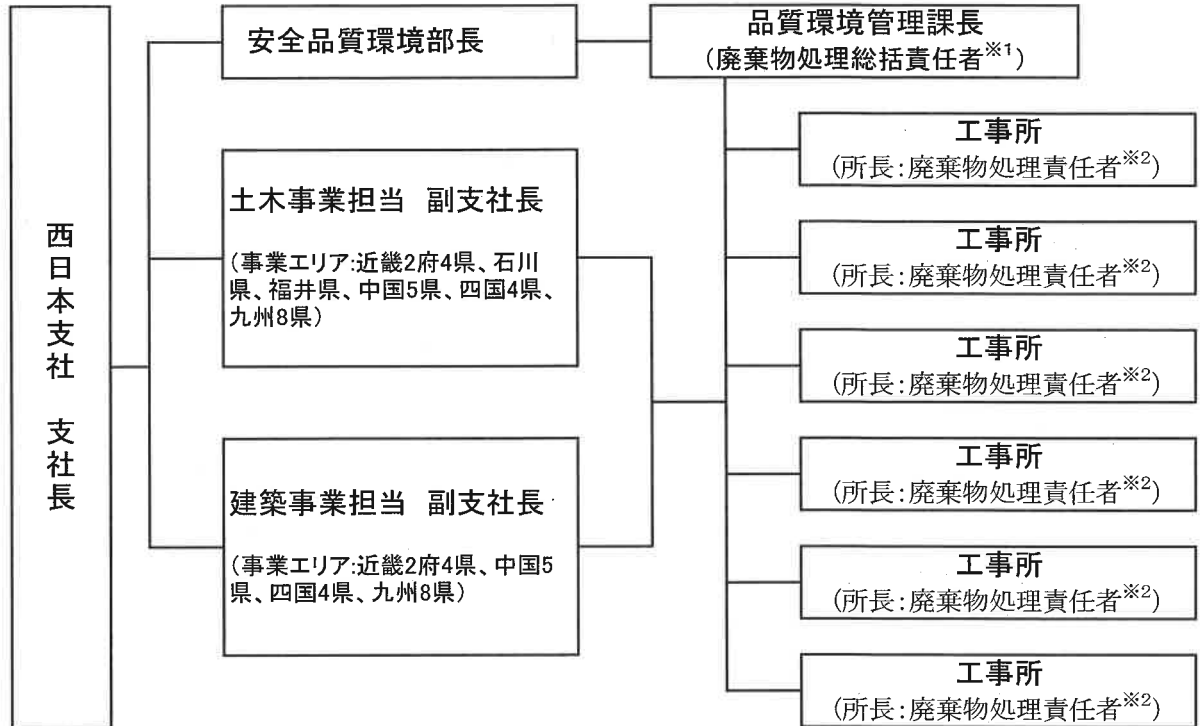 西日本支社 支社長
安全品質環境部長
品質環境管理課長
(廃棄物処理総括責任者※1)
土木事業担当 副支社長
(事業エリア:近畿2府4県、石川
県、福井県、中国5県、四国4県、
九州8県)
建築事業担当 副支社長
(事業エリア:近畿2府4県、中国5
県、四国4県、九州8県)
工事所
(所長:廃棄物処理責任者※2)
工事所
(所長:廃棄物処理責任者※2)
工事所
(所長:廃棄物処理責任者※2)
工事所
(所長:廃棄物処理責任者※2)
工事所
(所長:廃棄物処理責任者※2)
工事所
(所長:廃棄物処理責任者※2)